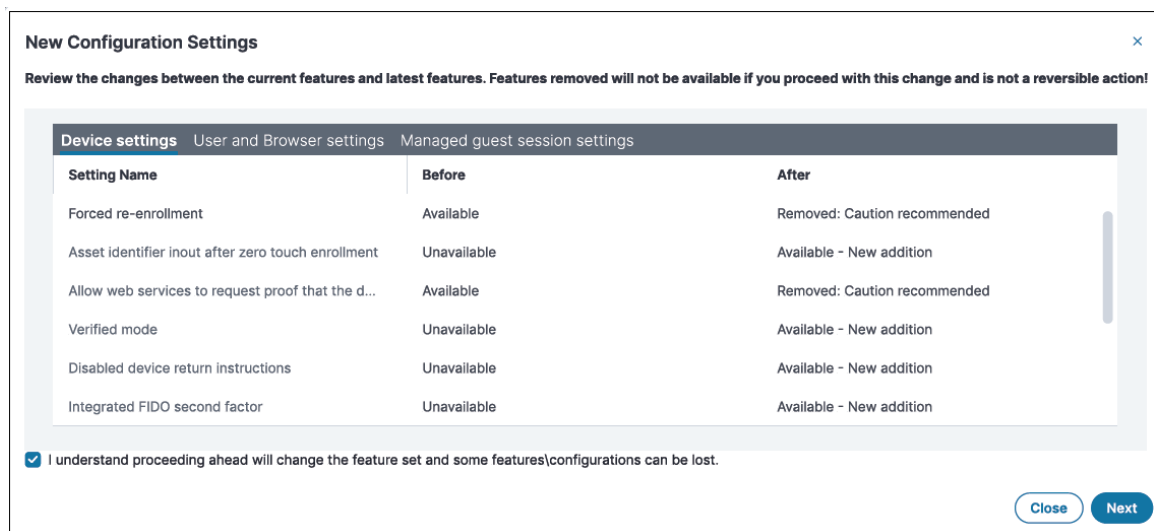 New Configuration Settings ×
Review the changes between the current features and latest features. Features removed will not be available if you proceed with this change and is not a reversible action!
Device settings User and Browser settings Managed guest session settings
Setting Name Before After
Forced re-enrollment Available Removed: Caution recommended
Asset identifier inout after zero touch enrollment Unavailable Available - New addition
Allow web services to request proof that the d... Available Removed: Caution recommended
Verified mode Unavailable Available - New addition
Disabled device return instructions Unavailable Available - New addition
Integrated FIDO second factor Unavailable Available - New addition
I understand proceeding ahead will change the feature set and some features\configurations can be lost.
Close Next